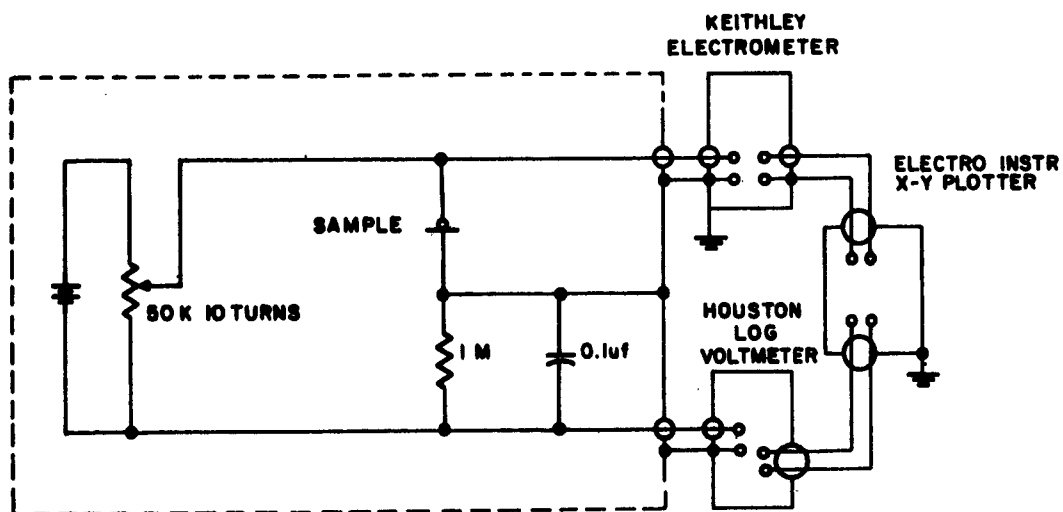 KEITHLEY
ELECTROMETER
ELECTRO INSTR
X-Y PLOTTER
SAMPLE
50K 10 TURNS
HOUSTON
LOG
VOLTMETER
1 M
0.1uf